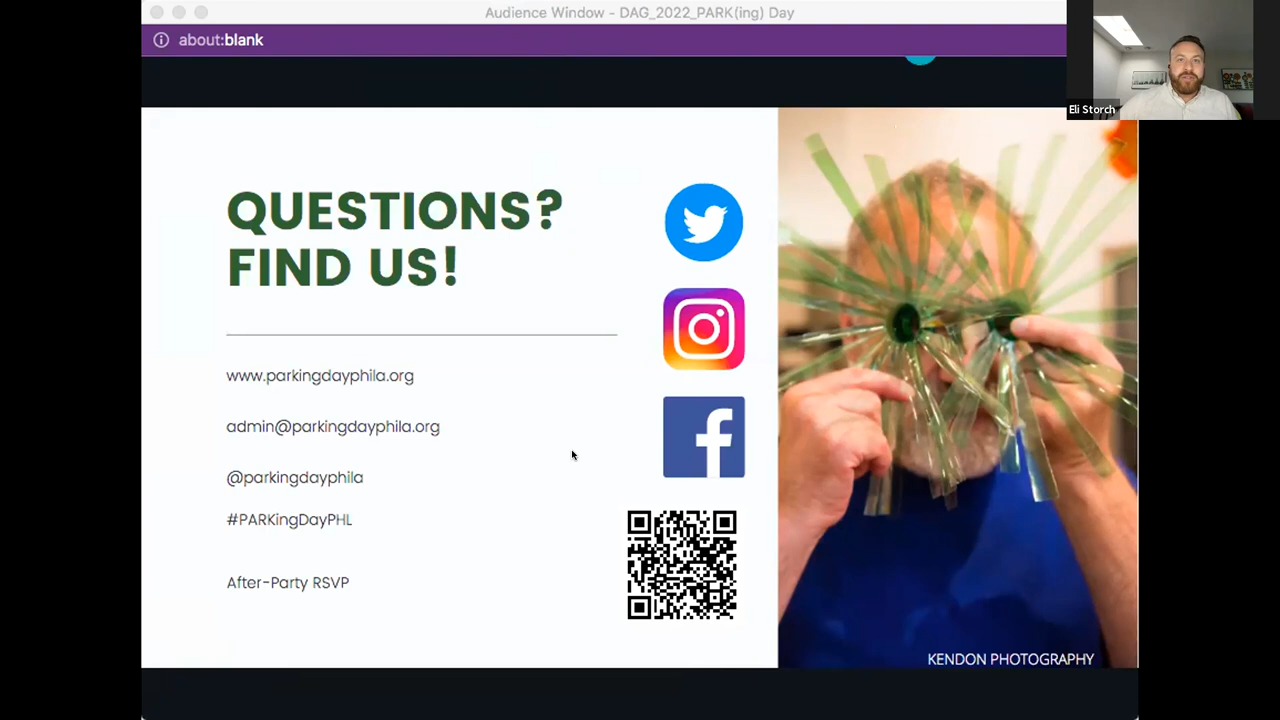 Audience Window - DAG_2022_PARK(ing) Day
about:blank
Eli Storch
QUESTIONS?
FIND US!
www.parkingdayphila.org
admin@parkingdayphila.org
@parkingdayphila
#PARKingDayPHL
After-Party RSVP
KENDON PHOTOGRAPHY